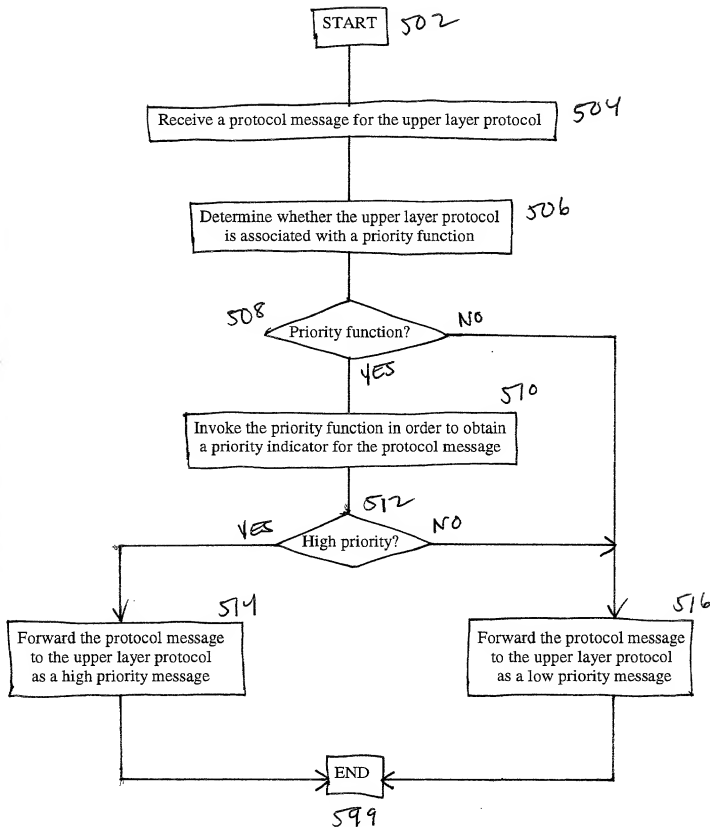 START 502
Receive a protocol message for the upper layer protocol 504
Determine whether the upper layer protocol
is associated with a priority function
506
508 Priority function? NO
YES
510
Invoke the priority function in order to obtain
a priority indicator for the protocol message
512
YES High priority? NO
514
Forward the protocol message
to the upper layer protocol
as a high priority message
516
Forward the protocol message
to the upper layer protocol
as a low priority message
END
599